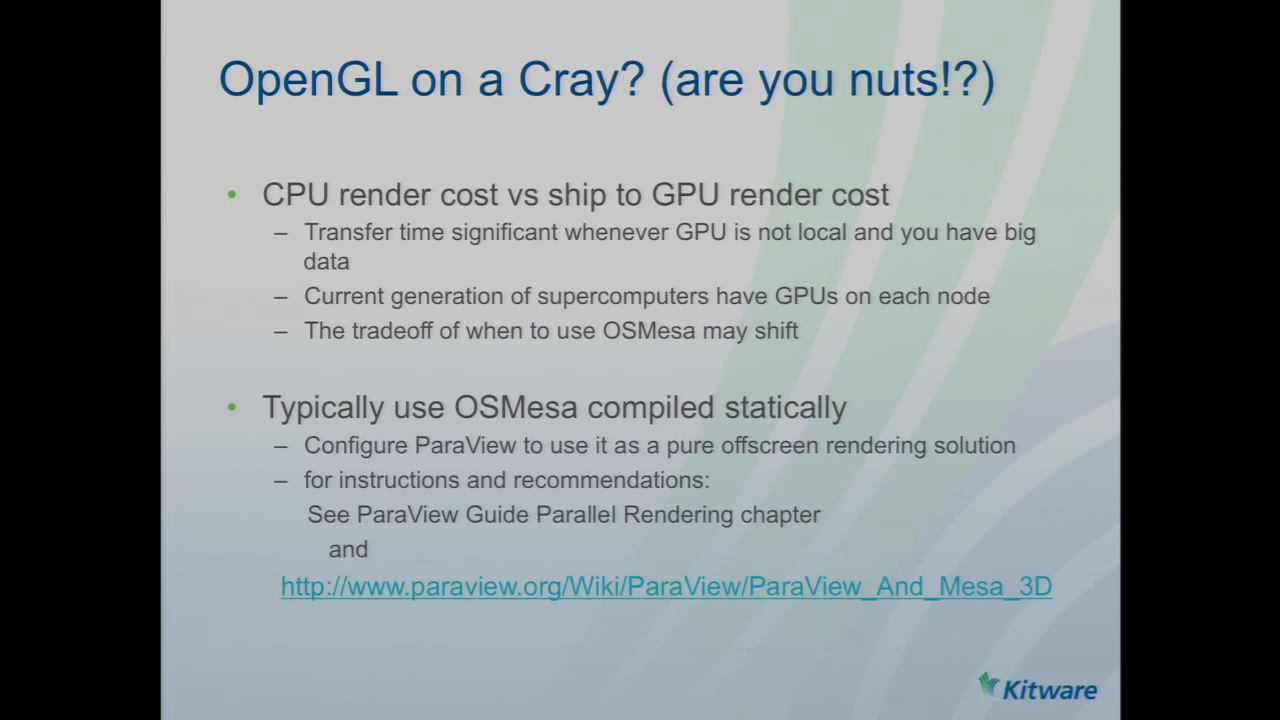 OpenGL on a Cray? (are you nuts!?)
• CPU render cost vs ship to GPU render cost
– Transfer time significant whenever GPU is not local and you have big
data
– Current generation of supercomputers have GPUs on each node
– The tradeoff of when to use OSMesa may shift
• Typically use OSMesa compiled statically
– Configure ParaView to use it as a pure offscreen rendering solution
– for instructions and recommendations:
See ParaView Guide Parallel Rendering chapter
and
http://www.paraview.org/Wiki/ParaView/ParaView_And_Mesa_3D
Kitware